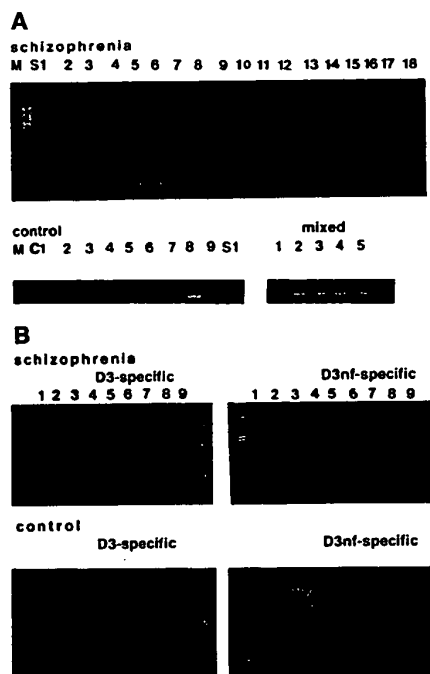 A
schizophrenia
M S1 2 3 4 5 6 7 8 9 10 11 12 13 14 15 16 17 18
control
M C1 2 3 4 5 6 7 8 9 S1
mixed
1 2 3 4 5
B
schizophrenia
D3-specific
1 2 3 4 5 6 7 8 9
D3nf-specific
1 2 3 4 5 6 7 8 9
control
D3-specific
D3nf-specific